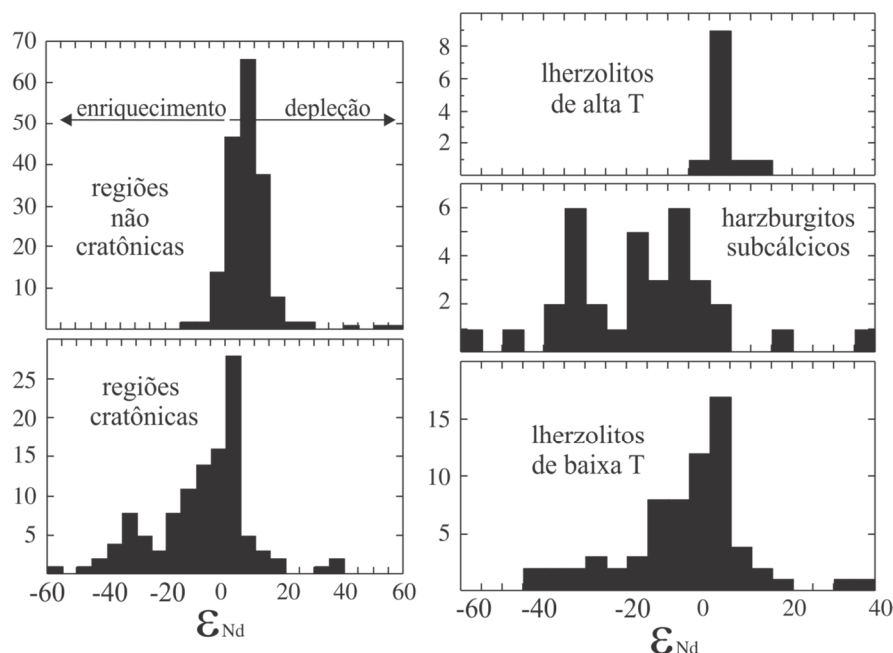 70
60
50
40
30
20
10
enriquecimento
depleção
regiões
não
cratônicas
25
20
15
10
5
regiões
cratônicas
-60
-40
-20
0
20
40
60
εNd
8
6
4
2
lherzolitos
de alta T
6
4
2
harzburgitos
subcálcicos
15
10
5
lherzolitos
de baixa T
-60
-40
-20
0
20
40
εNd